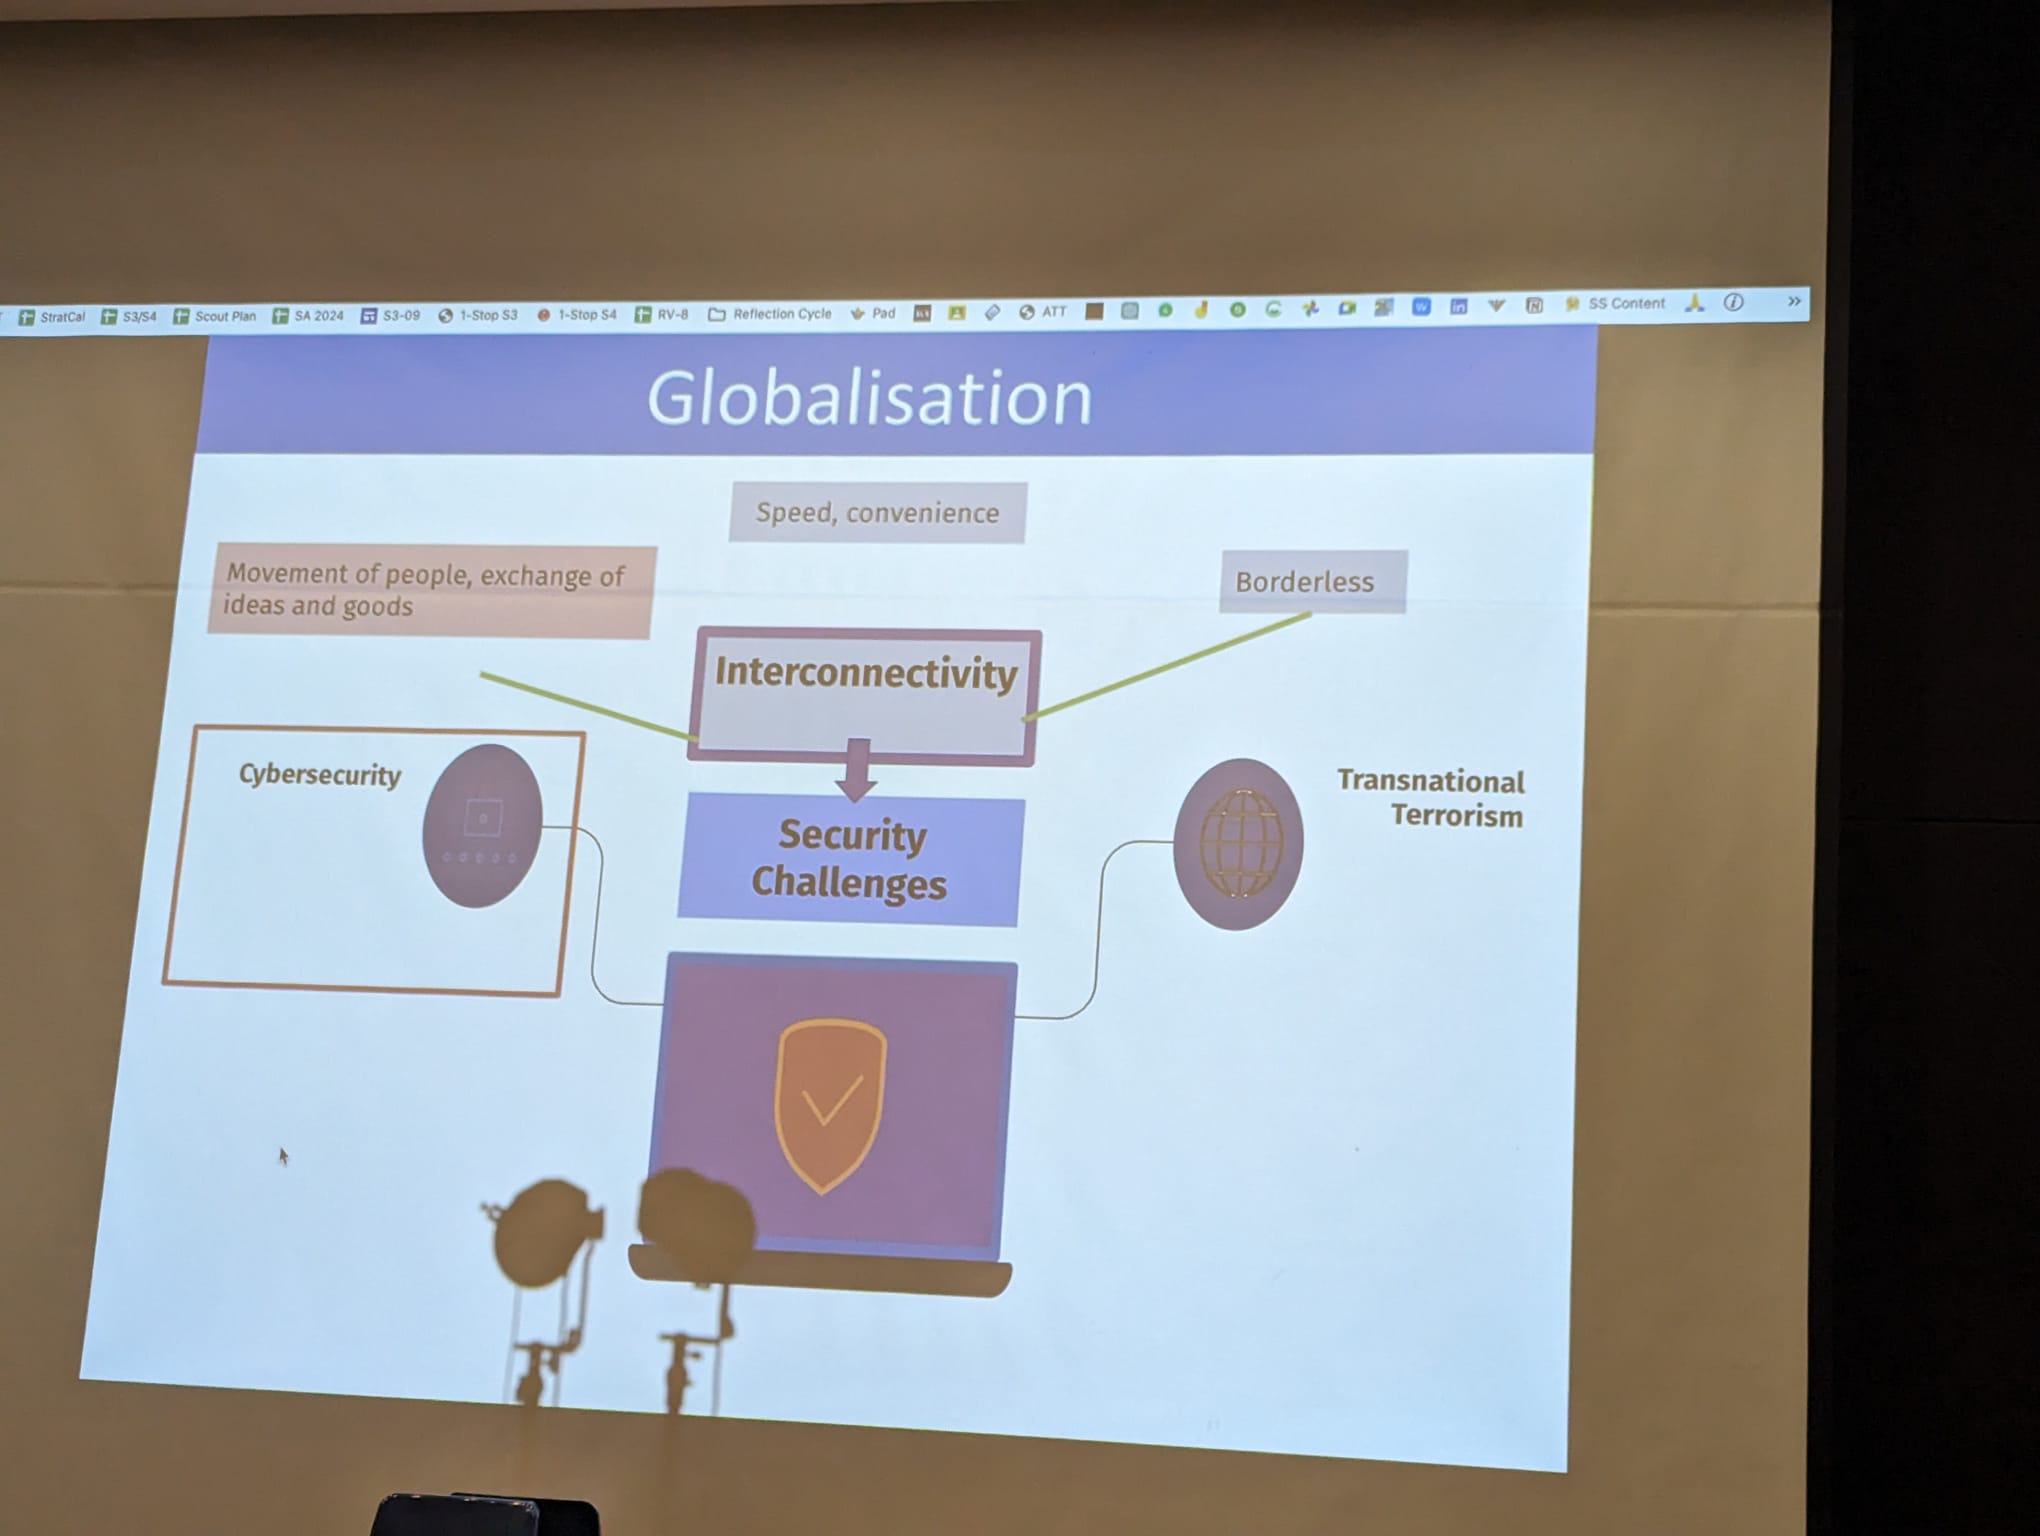 StratCal S3/S4 Scout Plan SA 2024 S3-09 1-Stop S3 1-Stop S4 RV-8 Reflection Cycle Pad ATT SS Content
Globalisation
Speed, convenience
Movement of people, exchange of
ideas and goods
Borderless
Interconnectivity
Cybersecurity
Security
Challenges
Transnational
Terrorism